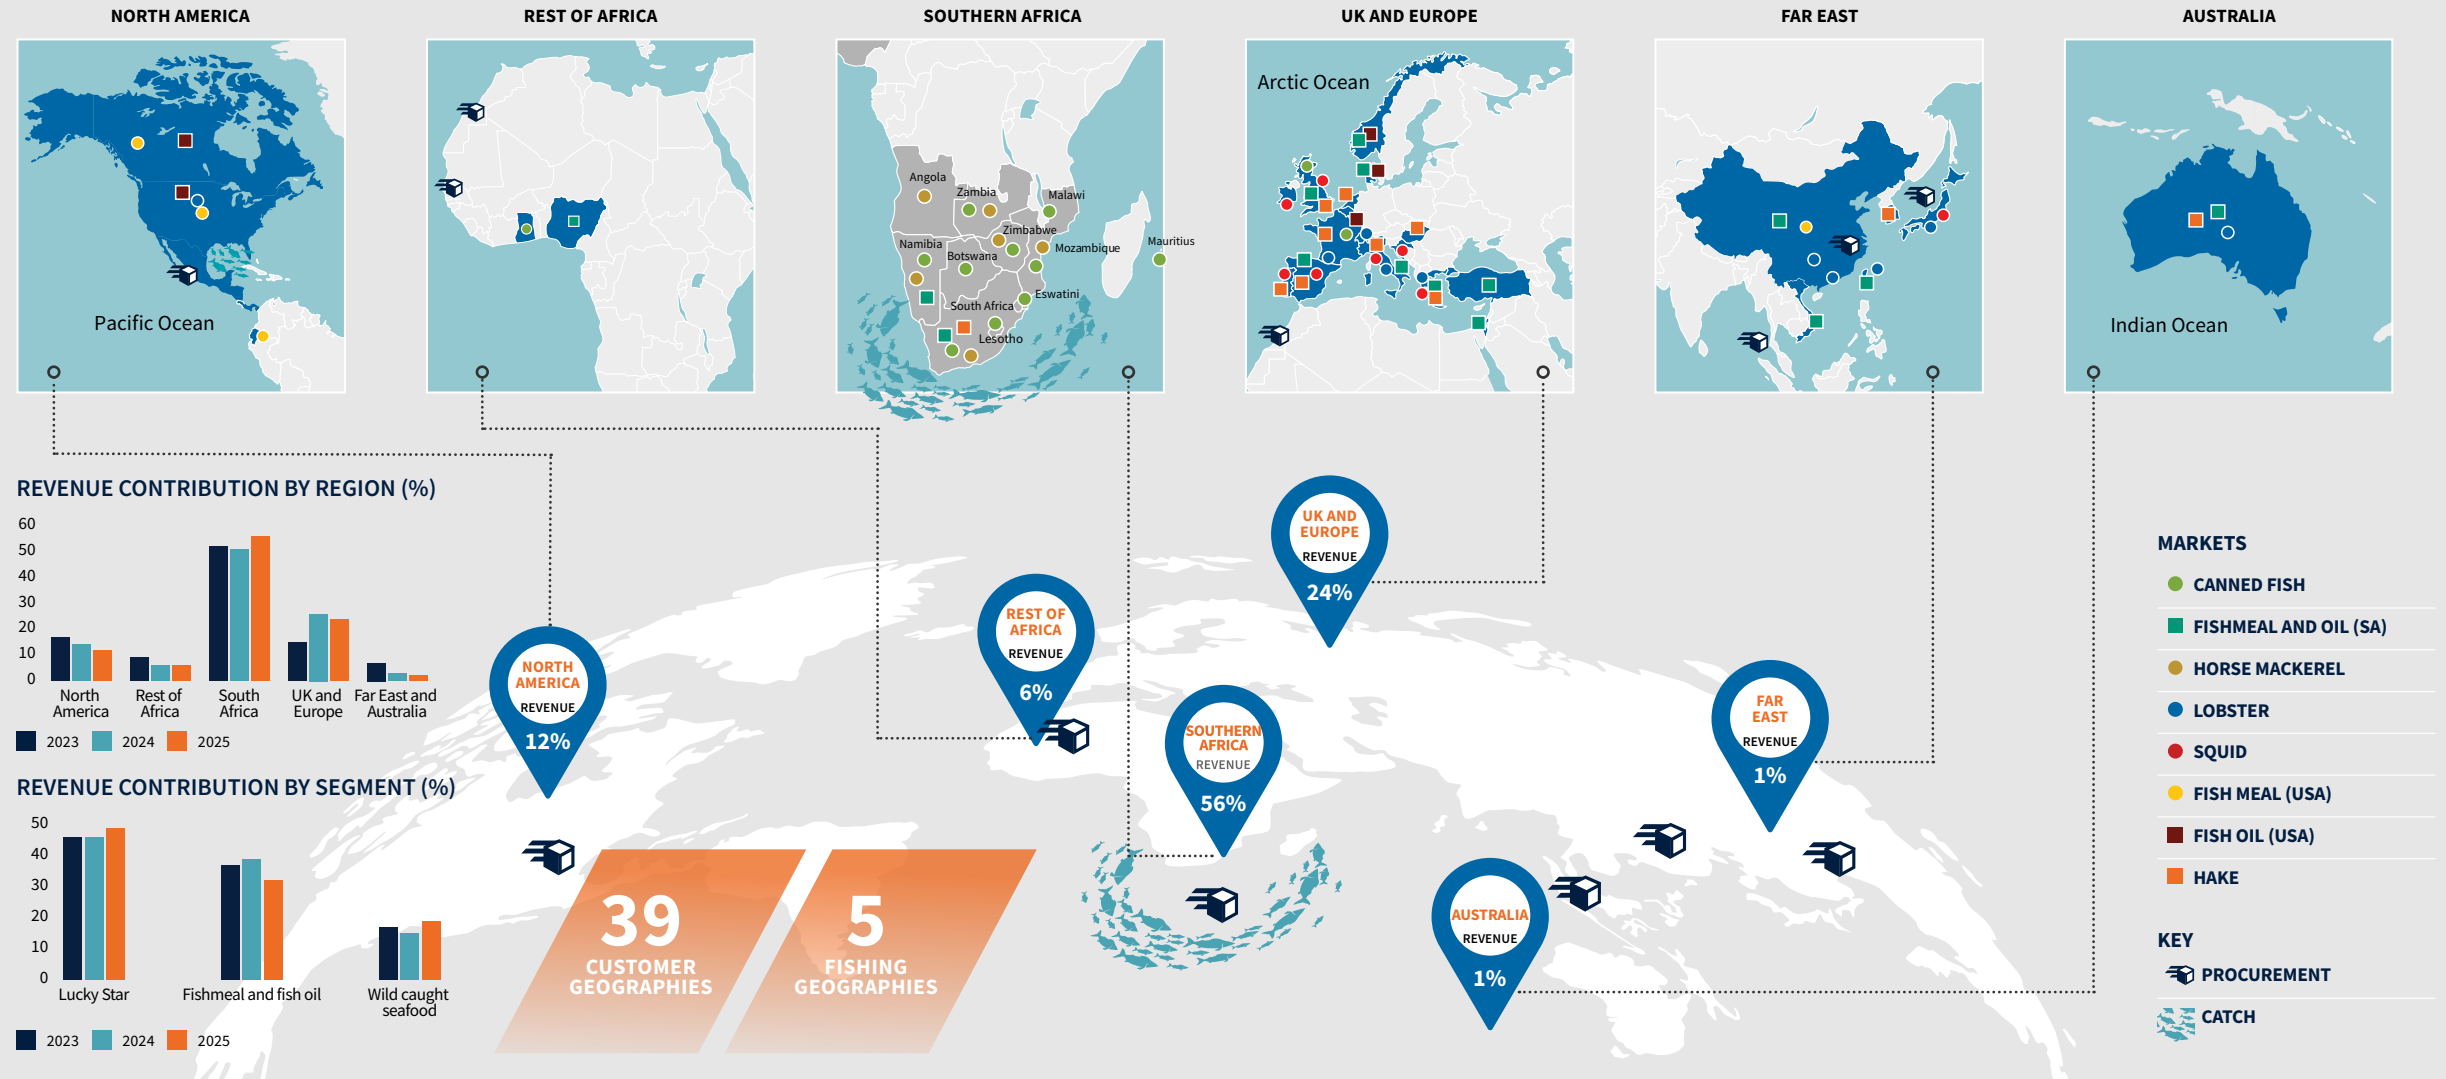 NORTH AMERICA
REST OF AFRICA
SOUTHERN AFRICA
UK AND EUROPE
FAR EAST
AUSTRALIA
Pacific Ocean
Angola
Zambia
Malawi
Zimbabwe
Namibia
Mozambique
Botswana
Mauritius
Eswatini
South Africa
Lesotho
Arctic Ocean
Indian Ocean
REVENUE CONTRIBUTION BY REGION (%)
60
50
40
30
20
10
0
North
America
Rest of
Africa
South
Africa
UK and
Europe
Far East and
Australia
2023
2024
2025
REVENUE CONTRIBUTION BY SEGMENT (%)
50
40
30
20
10
0
Lucky Star
Fishmeal and fish oil
Wild caught
seafood
2023
2024
2025
NORTH
AMERICA
REVENUE
12%
REST OF
AFRICA
REVENUE
6%
SOUTHERN
AFRICA
REVENUE
56%
UK AND
EUROPE
REVENUE
24%
FAR
EAST
REVENUE
1%
AUSTRALIA
REVENUE
1%
39
CUSTOMER
GEOGRAPHIES
5
FISHING
GEOGRAPHIES
MARKETS
CANNED FISH
FISHMEAL AND OIL (SA)
HORSE MACKEREL
LOBSTER
SQUID
FISH MEAL (USA)
FISH OIL (USA)
HAKE
KEY
PROCUREMENT
CATCH